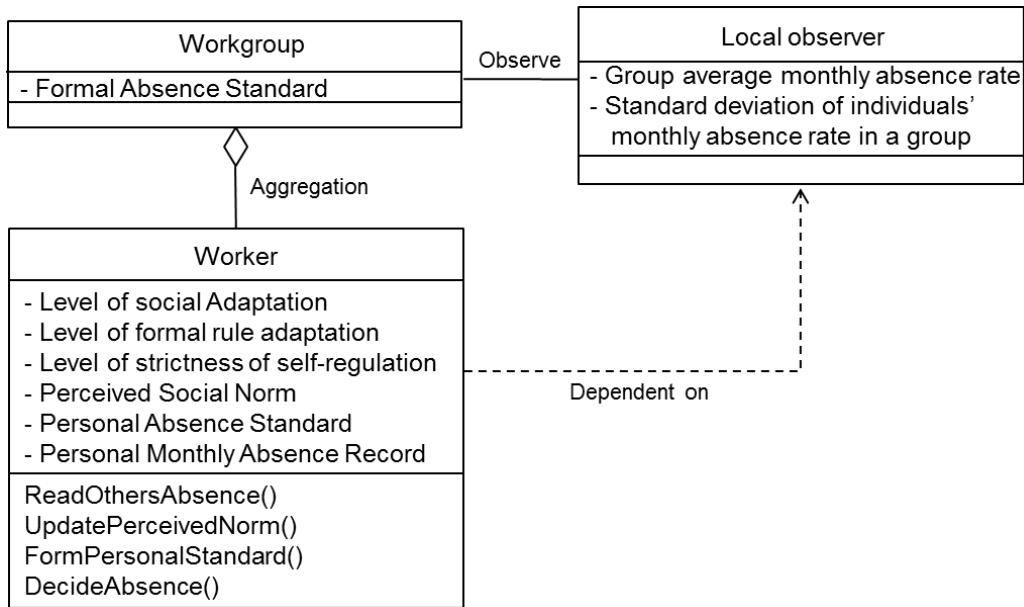 Workgroup
- Formal Absence Standard
Observe
Local observer
- Group average monthly absence rate
- Standard deviation of individuals’
monthly absence rate in a group
Aggregation
Worker
- Level of social Adaptation
- Level of formal rule adaptation
- Level of strictness of self-regulation
- Perceived Social Norm
- Personal Absence Standard
- Personal Monthly Absence Record
ReadOthersAbsence()
UpdatePerceivedNorm()
FormPersonalStandard()
DecideAbsence()
Dependent on